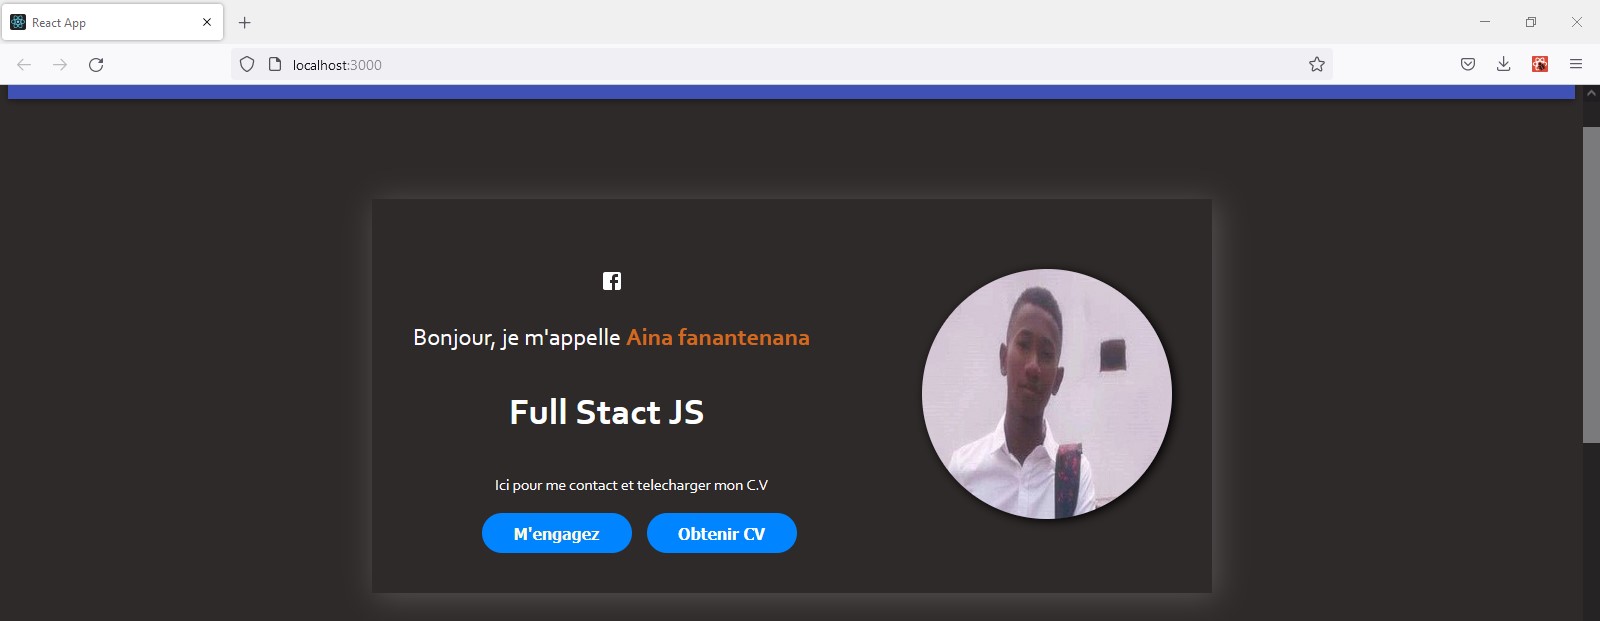 React App
localhost:3000
Bonjour, je m'appelle Aina fanantenana
Full Stact JS
Ici pour me contact et telecharger mon C.V
M'engagez
Obtenir CV